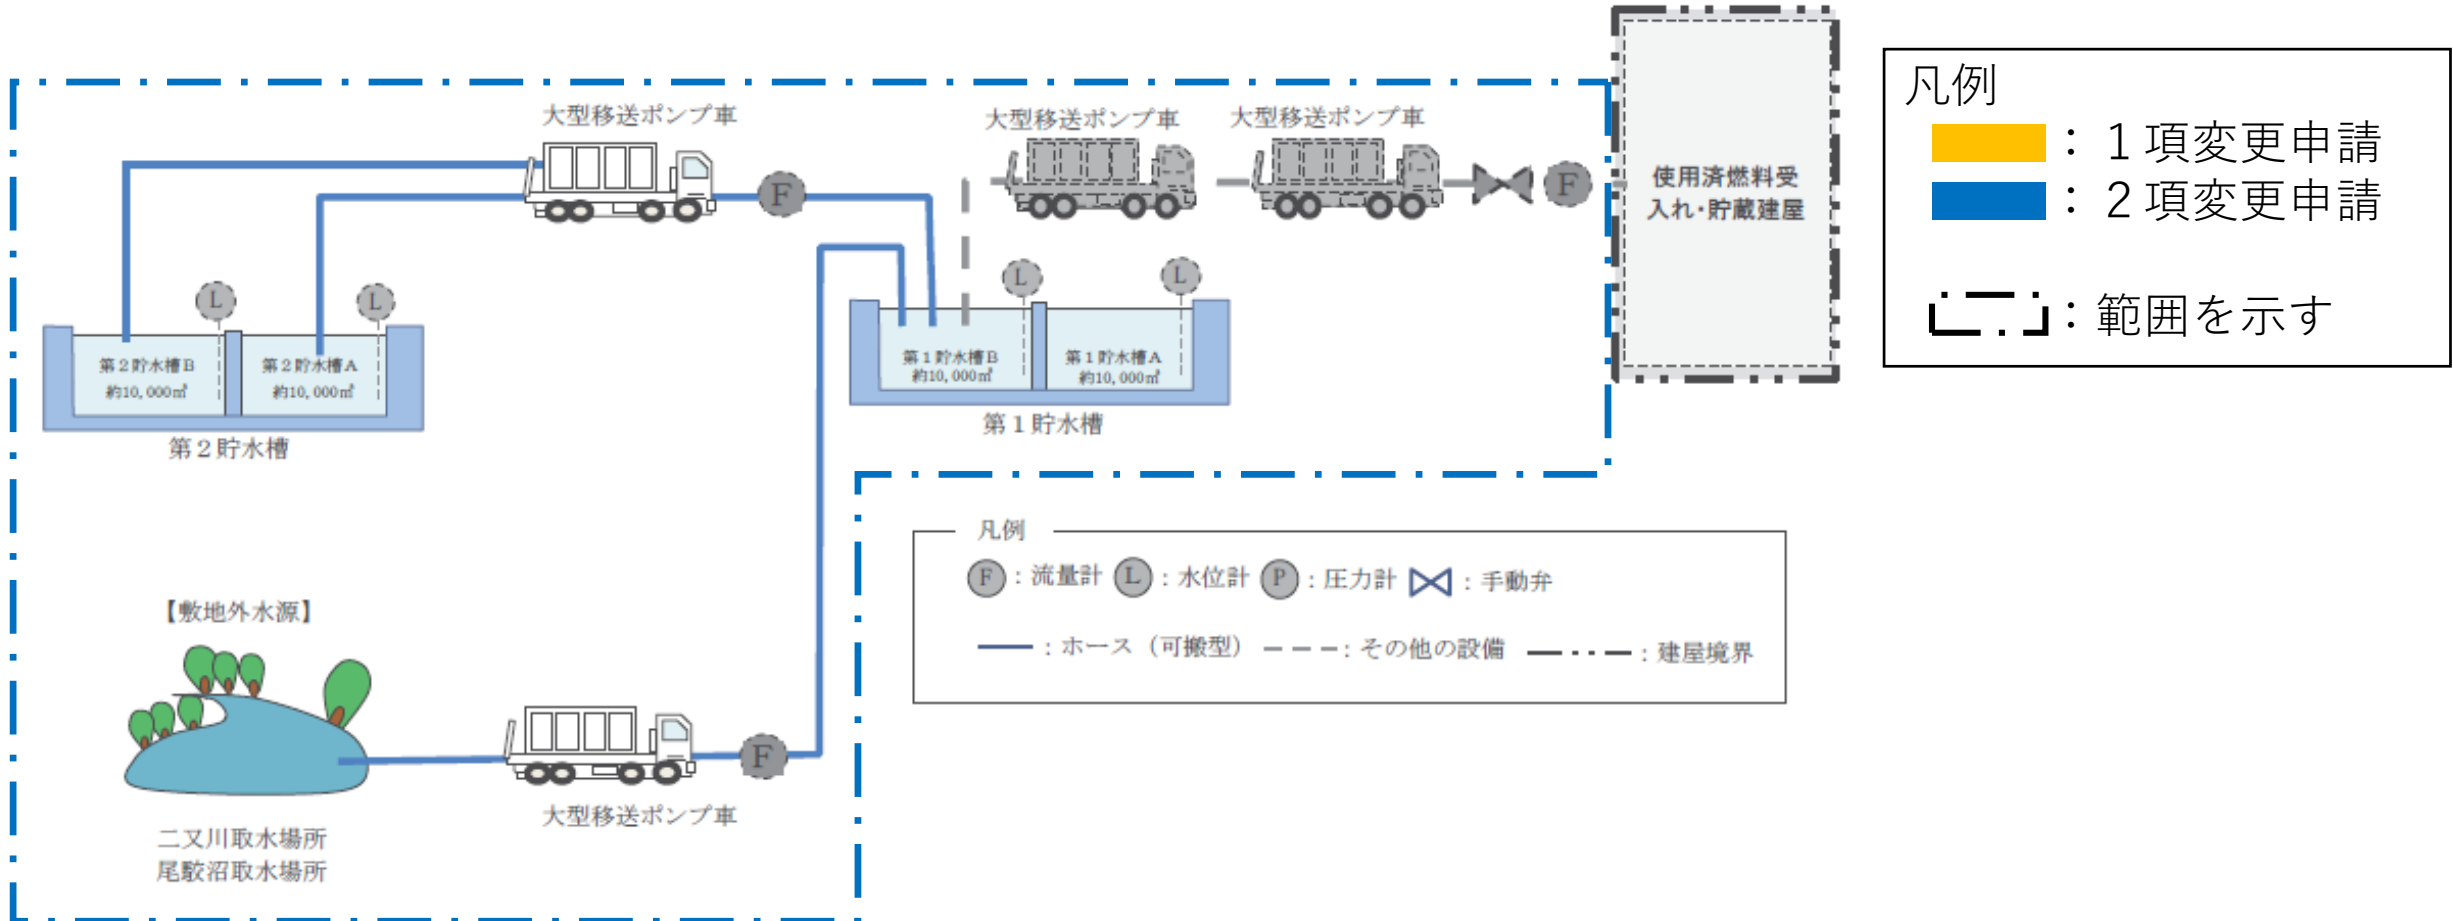 大型移送ポンプ車
大型移送ポンプ車
大型移送ポンプ車
F
F
使用済燃料受
入れ・貯蔵建屋
凡例
：１項変更申請
：２項変更申請
：範囲を示す
L
L
L
L
第２貯水槽B
約10,000㎥
第２貯水槽A
約10,000㎥
第２貯水槽
第１貯水槽B
約10,000㎥
第１貯水槽A
約10,000㎥
第１貯水槽
凡例
F：流量計 L：水位計 P：圧力計 ：手動弁
：ホース（可搬型） ：その他の設備 ：建屋境界
【敷地外水源】
F
大型移送ポンプ車
二又川取水場所
尾駮沼取水場所